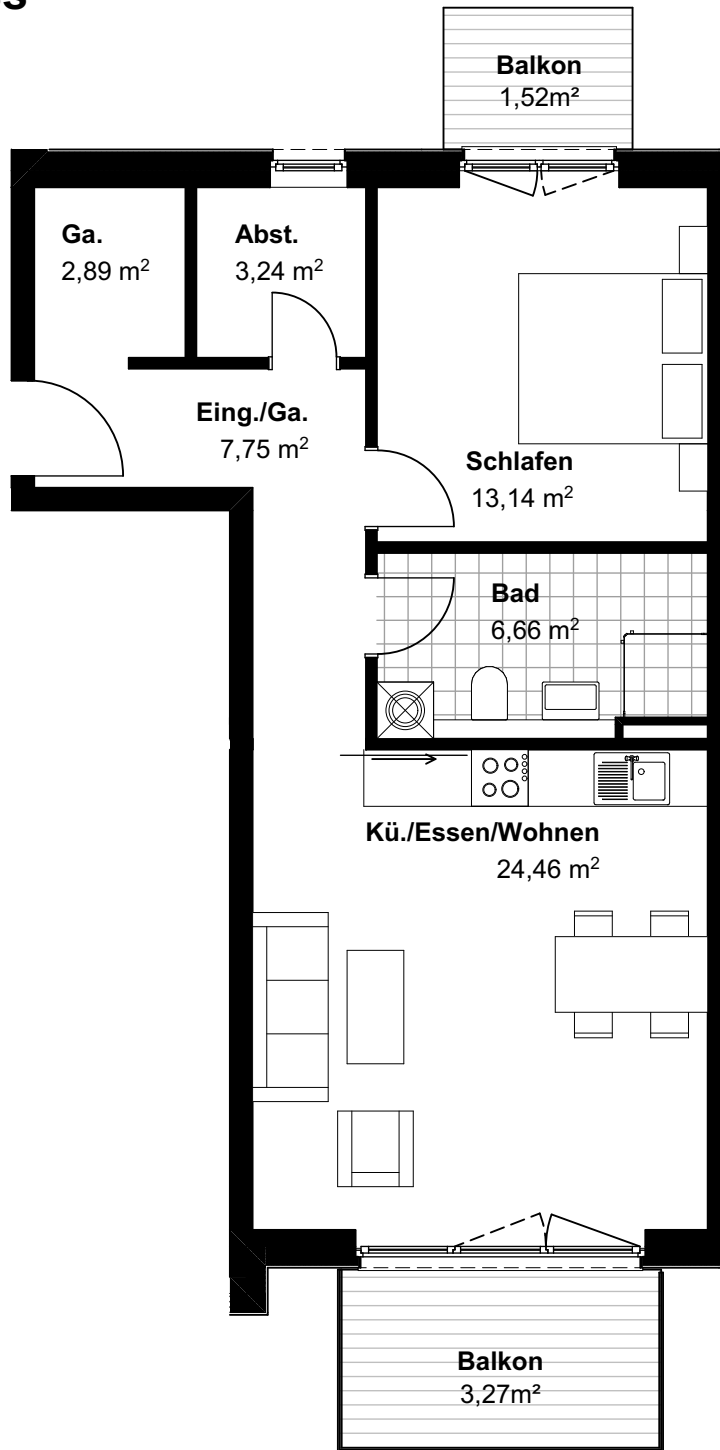 Balkon
1,52m²
Ga.
2,89 m²
Abst.
3,24 m²
Eing./Ga.
7,75 m²
Schlafen
13,14 m²
Bad
6,66 m²
Kü./Essen/Wohnen
24,46 m²
Balkon
3,27m²